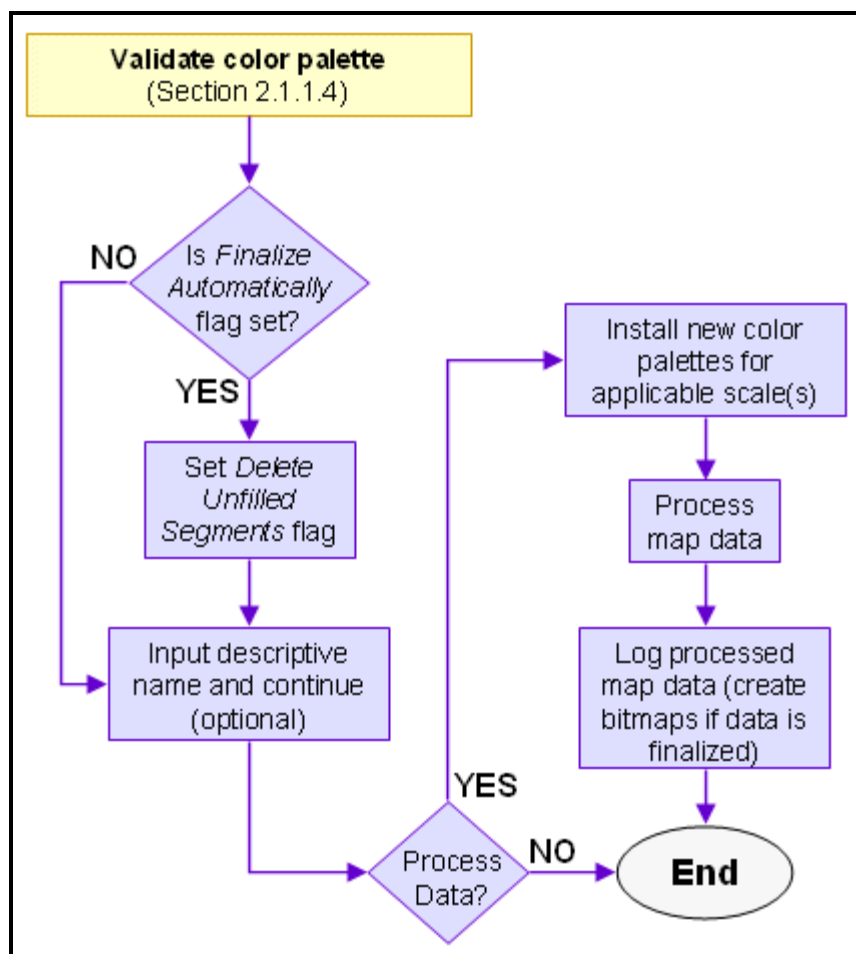 Validate color palette
(Section 2.1.1.4)
Is Finalize
Automatically
flag set?
NO
YES
Set Delete
Unfilled
Segments flag
Input descriptive
name and continue
(optional)
Process
Data?
YES
NO
Install new color
palettes for
applicable scale(s)
Process
map data
Log processed
map data (create
bitmaps if data is
finalized)
End